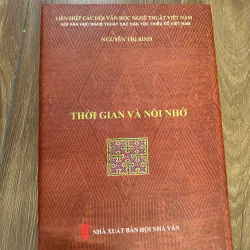 LIÊN HIỆP CÁC HỘI VĂN HỌC NGHỆ THUẬT VIỆT NAM
HỘI VĂN HỌC NGHỆ THUẬT CÁC DÂN TỘC THIỂU SỐ VIỆT NAM
NGUYỄN THỊ BÌNH
THỜI GIAN VÀ NỖI NHỚ
NHÀ XUẤT BẢN HỘI NHÀ VĂN